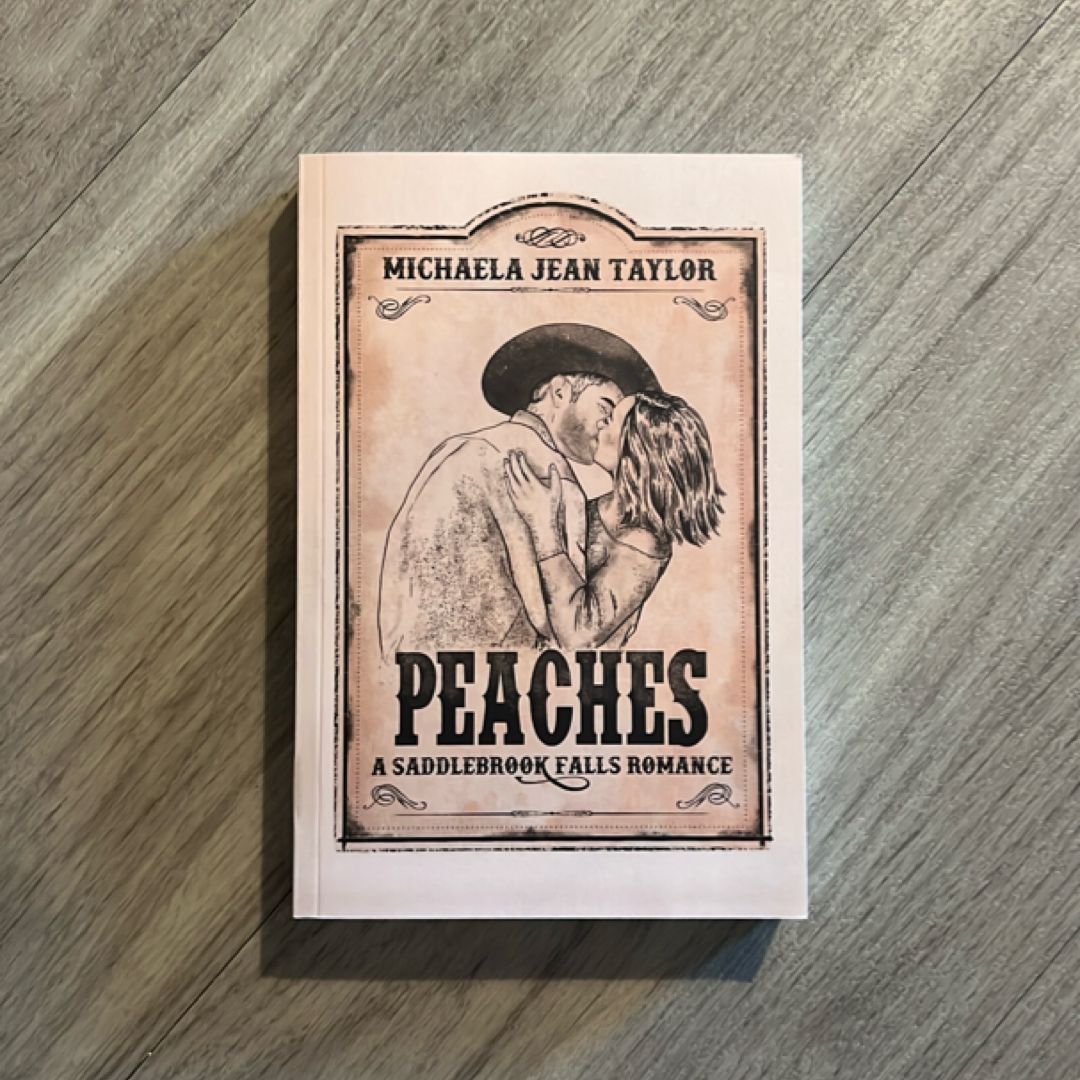 MICHAELA JEAN TAYLOR
PEACHES
A SADDLEBROOK FALLS ROMANCE